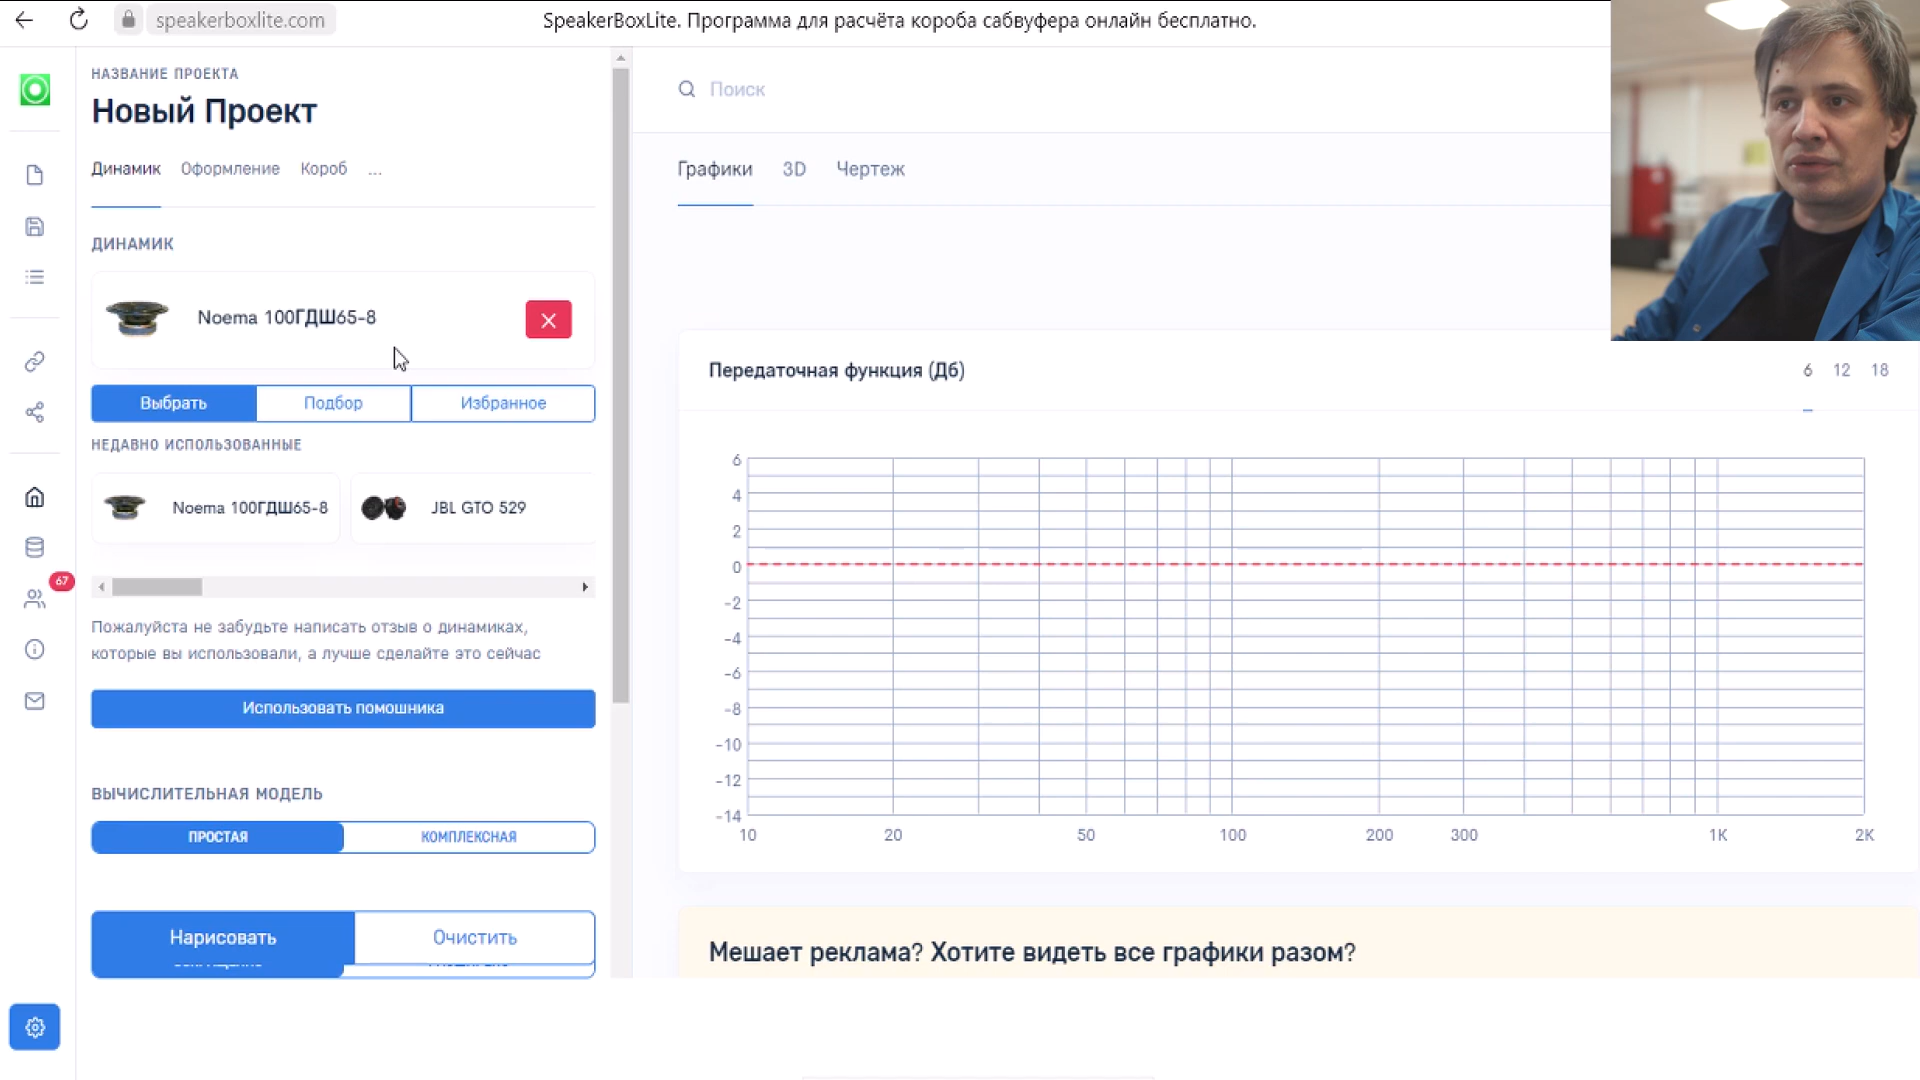 speakerboxlite.com
SpeakerBoxLite. Программа для расчёта короба сабвуфера онлайн бесплатно.
НАЗВАНИЕ ПРОЕКТА
Новый Проект
Динамик Оформление Короб ...
ДИНАМИК
Noema 100ГДШ65-8
Выбрать Подбор Избранное
НЕДАВНО ИСПОЛЬЗОВАННЫЕ
Noema 100ГДШ65-8 JBL GTO 529
67
Пожалуйста не забудьте написать отзыв о динамиках,
которые вы использовали, а лучше сделайте это сейчас
Использовать помошника
ВЫЧИСЛИТЕЛЬНАЯ МОДЕЛЬ
ПРОСТАЯ КОМПЛЕКСНАЯ
Нарисовать Очистить
Поиск
Графики 3D Чертеж
Передаточная функция (Дб)
6 12 18
6
4
2
0
-2
-4
-6
-8
-10
-12
-14
10 20 50 100 200 300 1K 2K
Мешает реклама? Хотите видеть все графики разом?